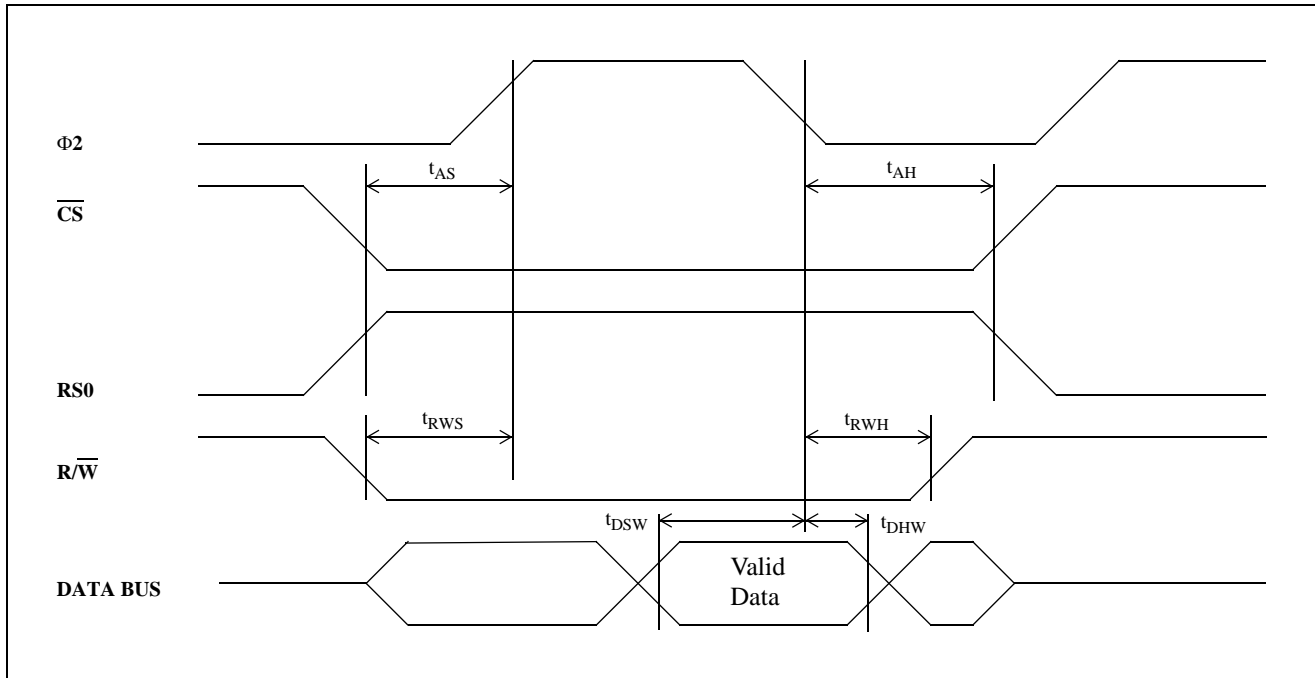 Φ2
tAS
tAH
CS
RS0
tRWS
tRWH
R/W
tDSW
tDHW
Valid
Data
DATA BUS